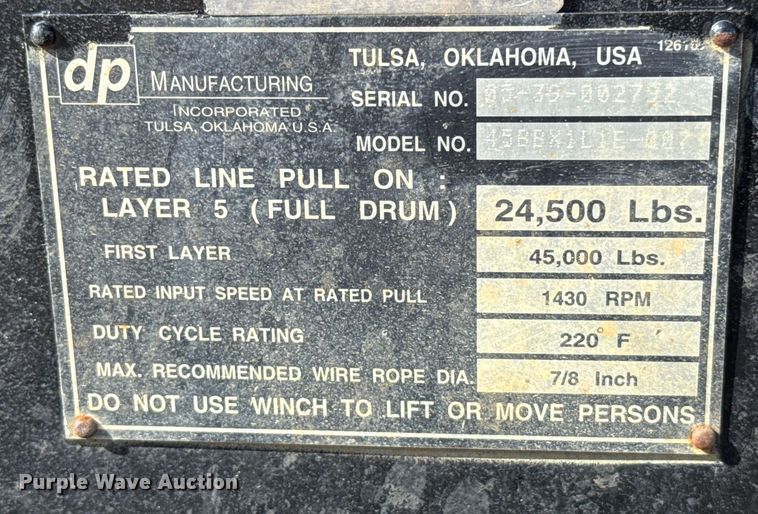 dp MANUFACTURING
INCORPORATED
TULSA, OKLAHOMA U.S.A.
TULSA, OKLAHOMA, USA
SERIAL NO. 03-39-002792
MODEL NO.
RATED LINE PULL ON :
LAYER 5 (FULL DRUM) 24,500 Lbs.
FIRST LAYER 45,000 Lbs.
RATED INPUT SPEED AT RATED PULL 1430 RPM
DUTY CYCLE RATING 220° F
MAX. RECOMMENDED WIRE ROPE DIA. 7/8 Inch
DO NOT USE WINCH TO LIFT OR MOVE PERSONS
Purple Wave Auction